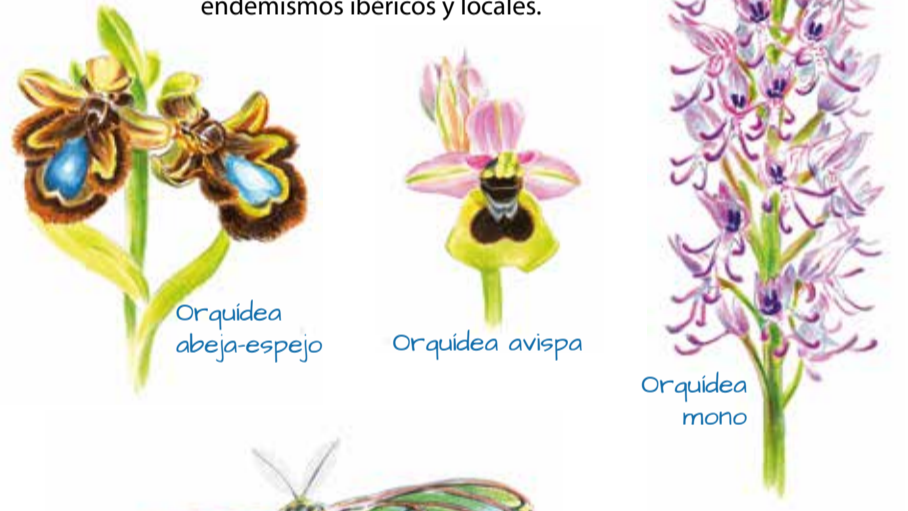 endemismos ibéricos y locales.
Orquídea
abeja-espejo
Orquídea avispa
Orquídea
mono